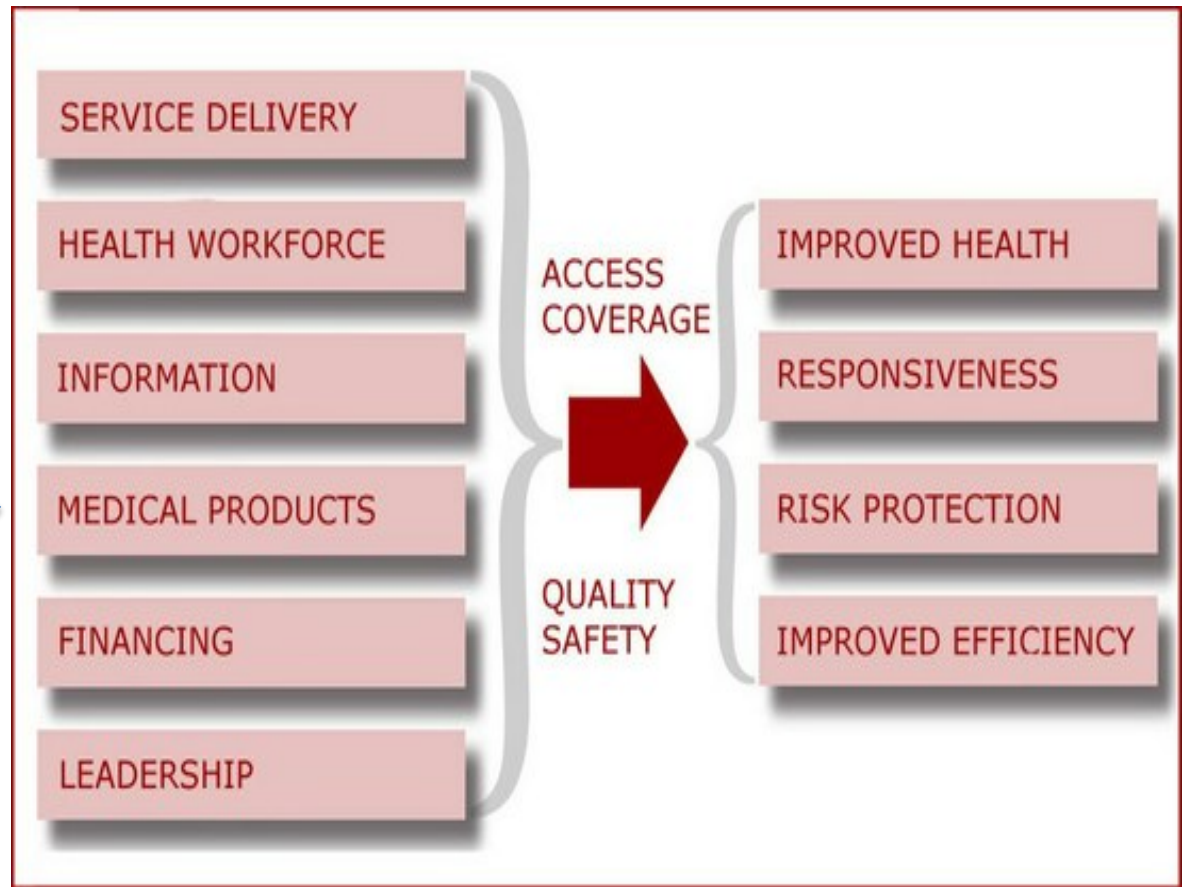 SERVICE DELIVERY
HEALTH WORKFORCE
INFORMATION
MEDICAL PRODUCTS
FINANCING
LEADERSHIP
ACCESS
COVERAGE
QUALITY
SAFETY
IMPROVED HEALTH
RESPONSIVENESS
RISK PROTECTION
IMPROVED EFFICIENCY